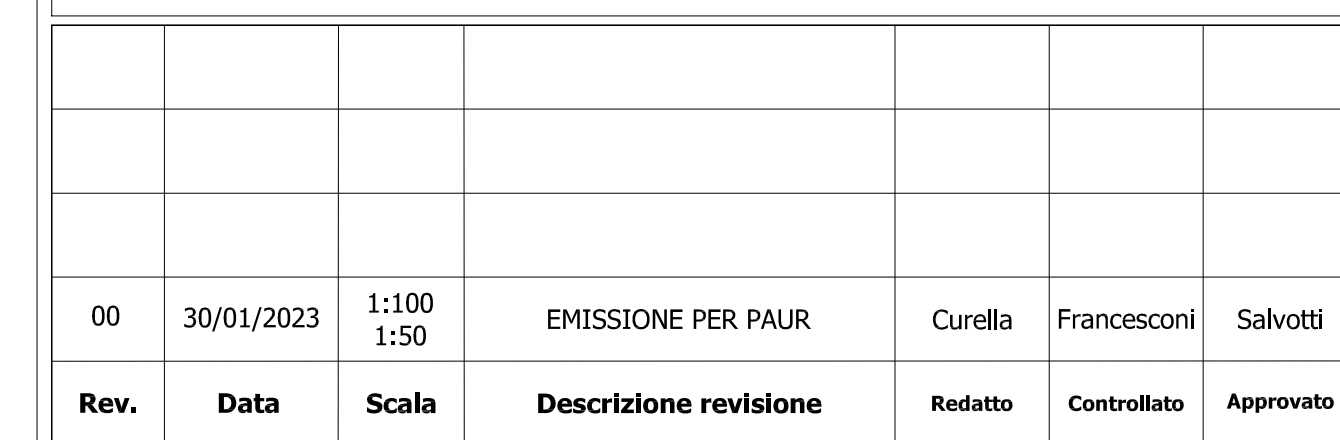 00 30/01/2023 1:100 1:50 EMISSIONE PER PAUR Curella Francesconi Salvotti
Rev. Data Scala Descrizione revisione Redatto Controllato Approvato